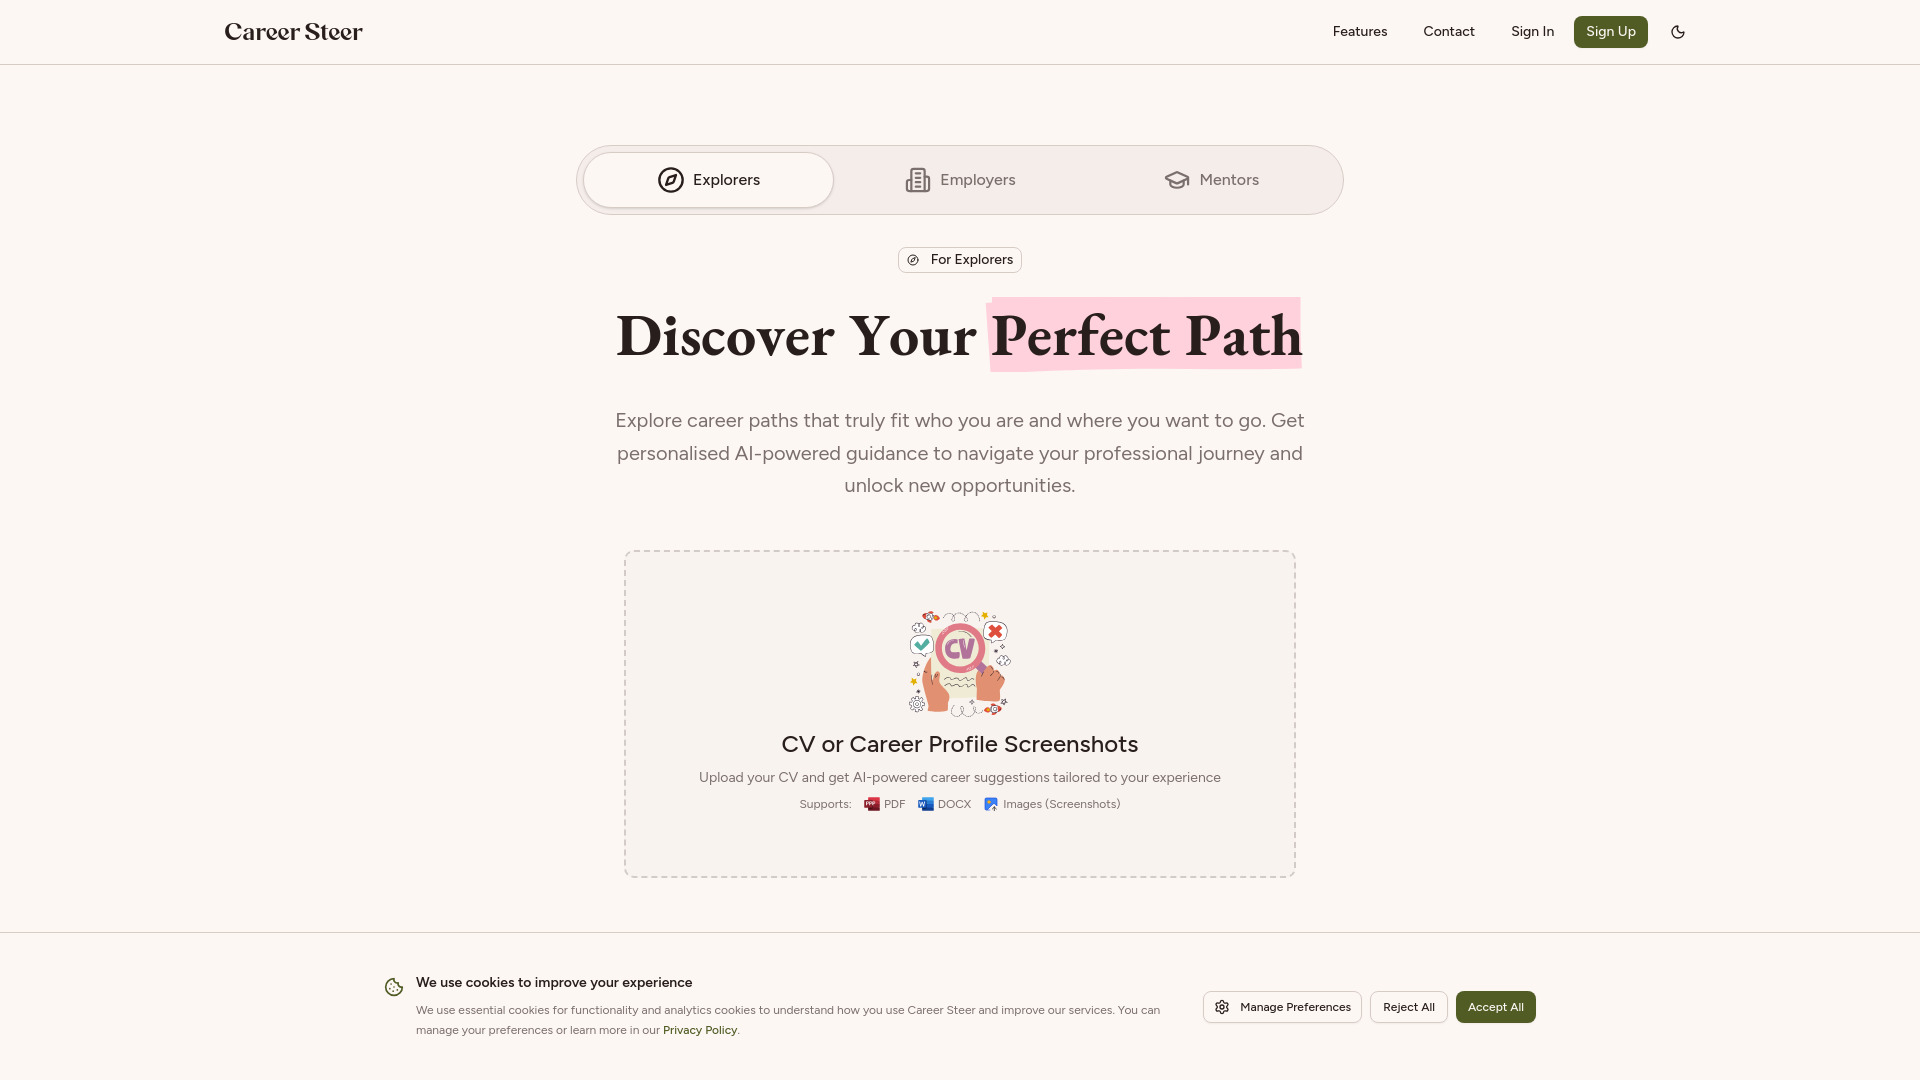 Career Steer
Features
Contact
Sign In
Sign Up
Explorers
Employers
Mentors
For Explorers
Discover Your Perfect Path
Explore career paths that truly fit who you are and where you want to go. Get
personalised AI-powered guidance to navigate your professional journey and
unlock new opportunities.
CV
CV or Career Profile Screenshots
Upload your CV and get AI-powered career suggestions tailored to your experience
Supports:
PDF
DOCX
Images (Screenshots)
We use cookies to improve your experience
We use essential cookies for functionality and analytics cookies to understand how you use Career Steer and improve our services. You can
manage your preferences or learn more in our Privacy Policy.
Manage Preferences
Reject All
Accept All